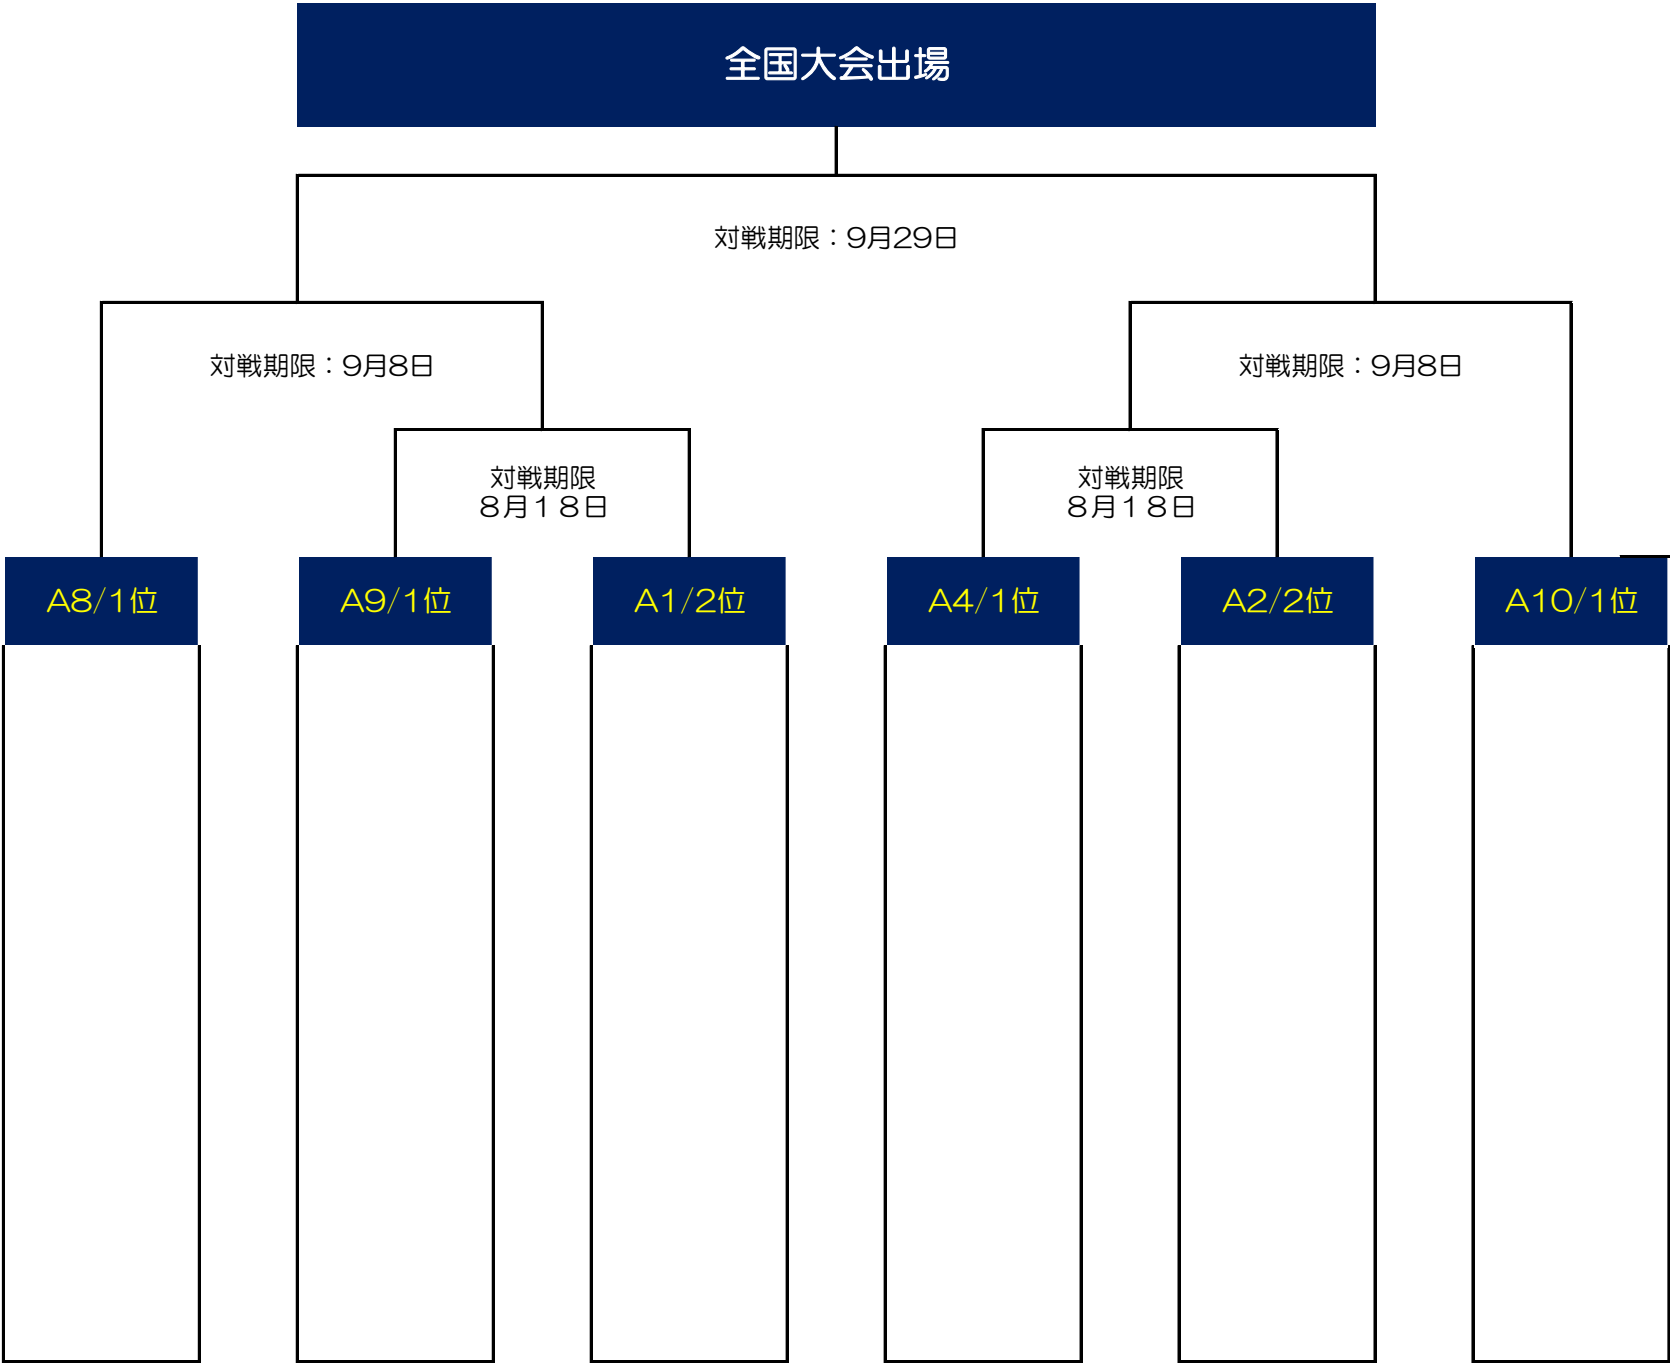 全国大会出場
対戦期限：9月29日
対戦期限：9月8日
対戦期限：9月8日
対戦期限
８月１８日
対戦期限
８月１８日
A8/1位
A9/1位
A1/2位
A4/1位
A2/2位
A10/1位